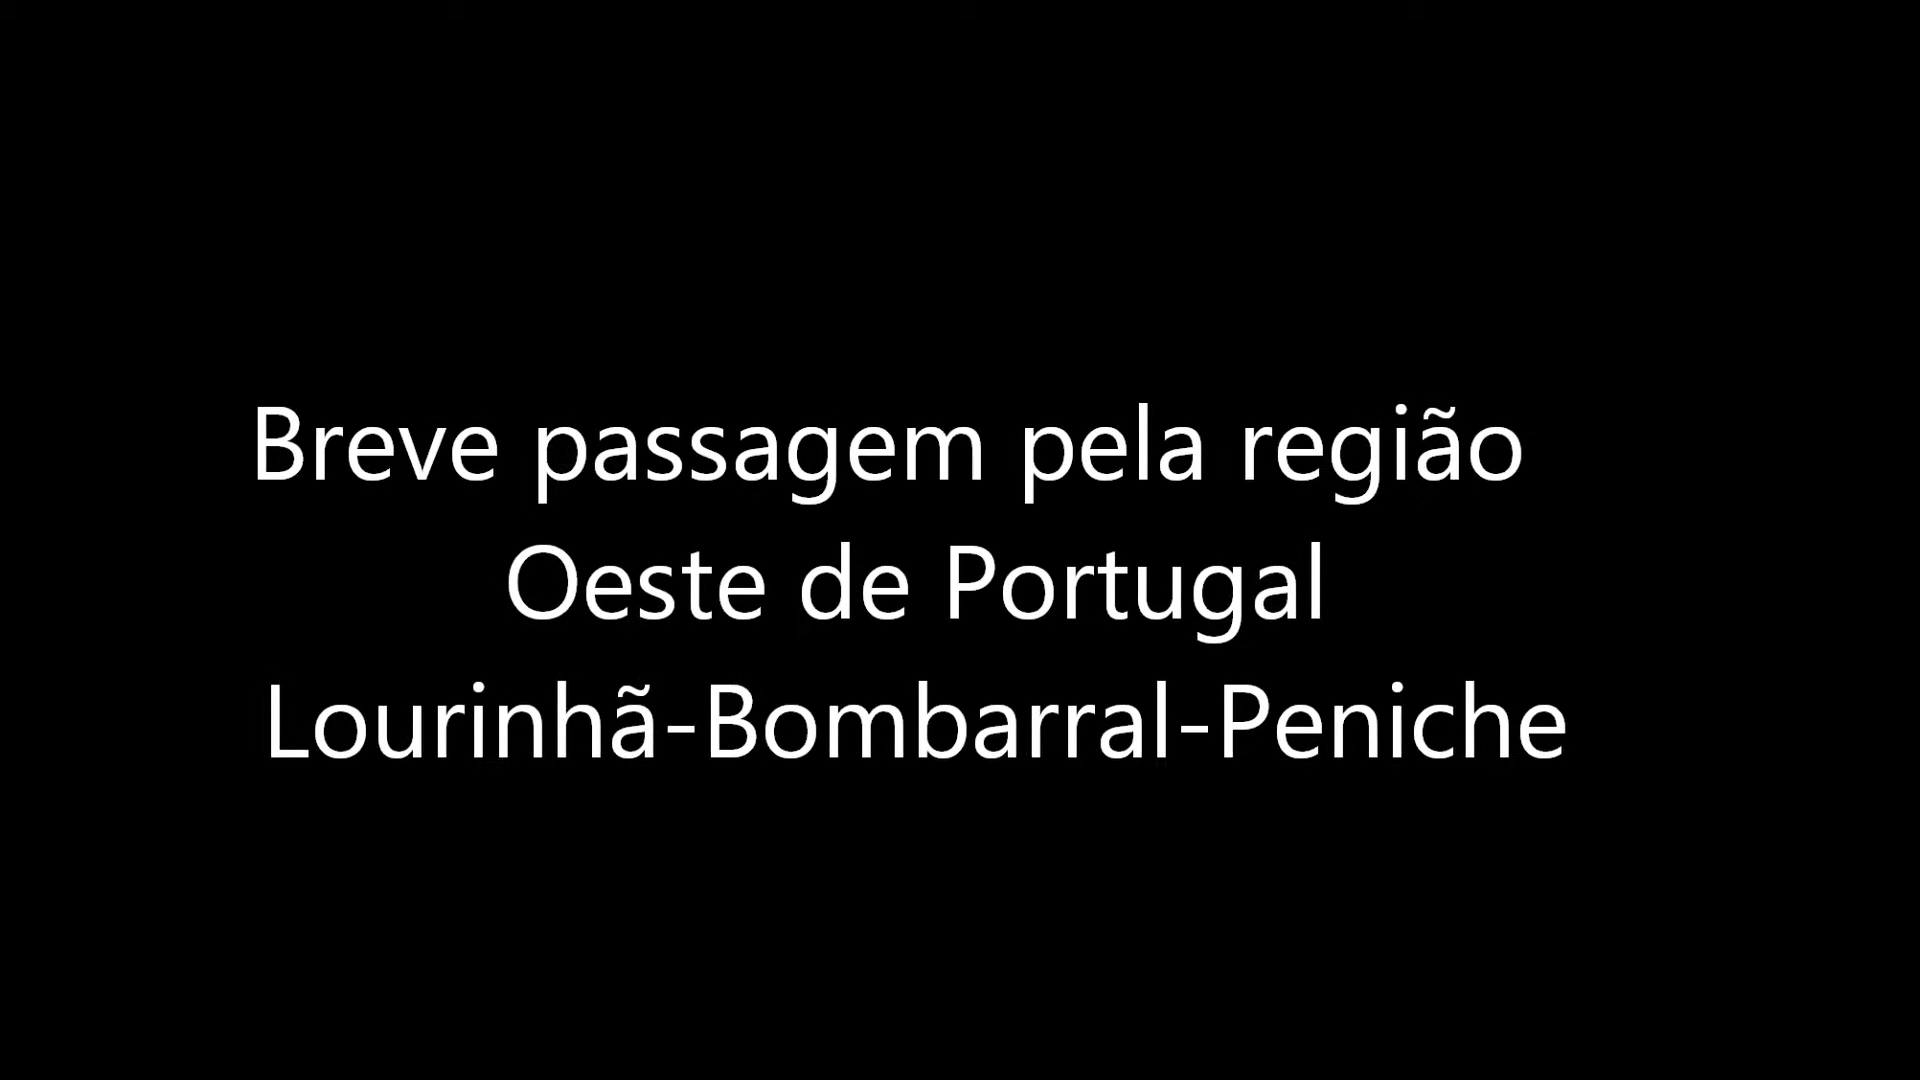 Breve passagem pela região
Oeste de Portugal
Lourinhã-Bombarral-Peniche